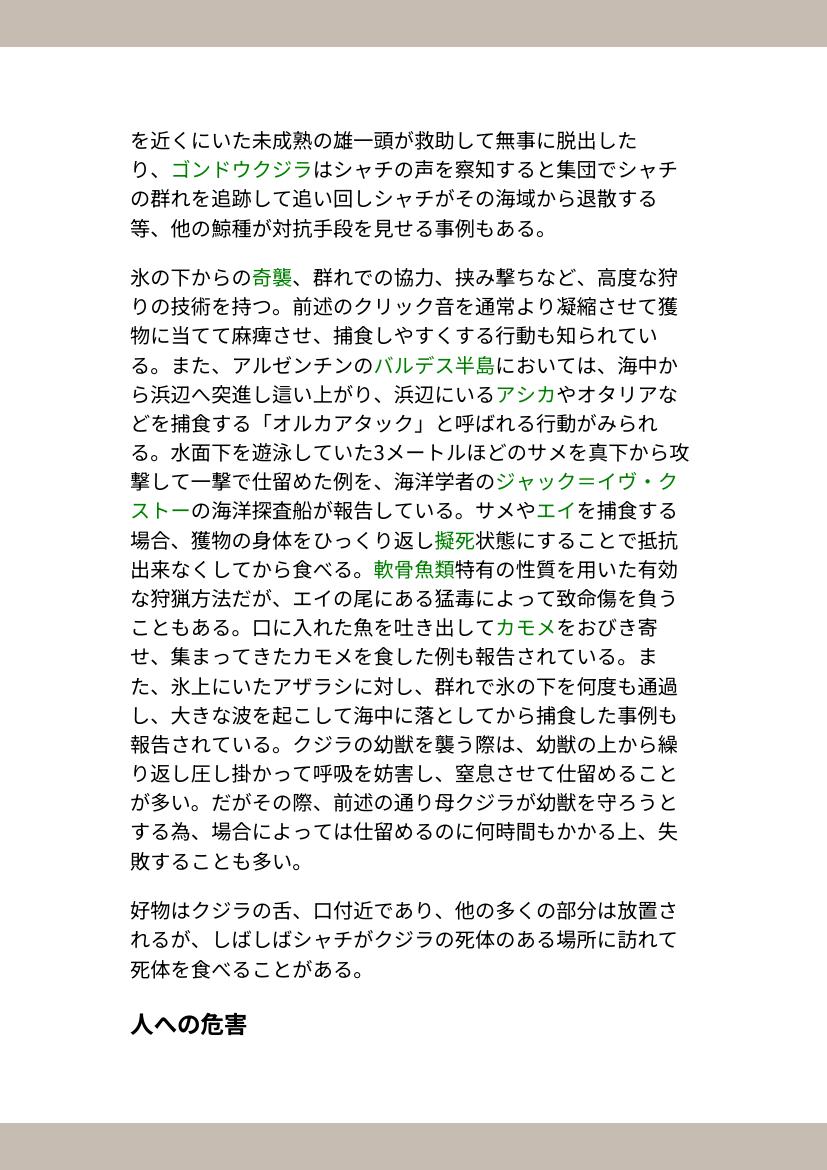 を近くにいた未成熟の雄一頭が救助して無事に脱出した
り、ゴンドウクジラはシャチの声を察知すると集団でシャチ
の群れを追跡して追い回しシャチがその海域から退散する
等、他の鯨種が対抗手段を見せる事例もある。
氷の下からの奇襲、群れでの協力、挟み撃ちなど、高度な狩
りの技術を持つ。前述のクリック音を通常より凝縮させて獲
物に当てて麻痺させ、捕食しやすくする行動も知られてい
る。また、アルゼンチンのバルデス半島においては、海中か
ら浜辺へ突進し這い上がり、浜辺にいるアシカやオタリアな
どを捕食する「オルカアタック」と呼ばれる行動がみられ
る。水面下を遊泳していた3メートルほどのサメを真下から攻
撃して一撃で仕留めた例を、海洋学者のジャック＝イヴ・ク
ストーの海洋探査船が報告している。サメやエイを捕食する
場合、獲物の身体をひっくり返し擬死状態にすることで抵抗
出来なくしてから食べる。軟骨魚類特有の性質を用いた有効
な狩猟方法だが、エイの尾にある猛毒によって致命傷を負う
こともある。口に入れた魚を吐き出してカモメをおびき寄
せ、集まってきたカモメを食した例も報告されている。ま
た、氷上にいたアザラシに対し、群れで氷の下を何度も通過
し、大きな波を起こして海中に落としてから捕食した事例も
報告されている。クジラの幼獣を襲う際は、幼獣の上から繰
り返し圧し掛かって呼吸を妨害し、窒息させて仕留めること
が多い。だがその際、前述の通り母クジラが幼獣を守ろうと
する為、場合によっては仕留めるのに何時間もかかる上、失
敗することも多い。
好物はクジラの舌、口付近であり、他の多くの部分は放置さ
れるが、しばしばシャチがクジラの死体のある場所に訪れて
死体を食べることがある。
人への危害